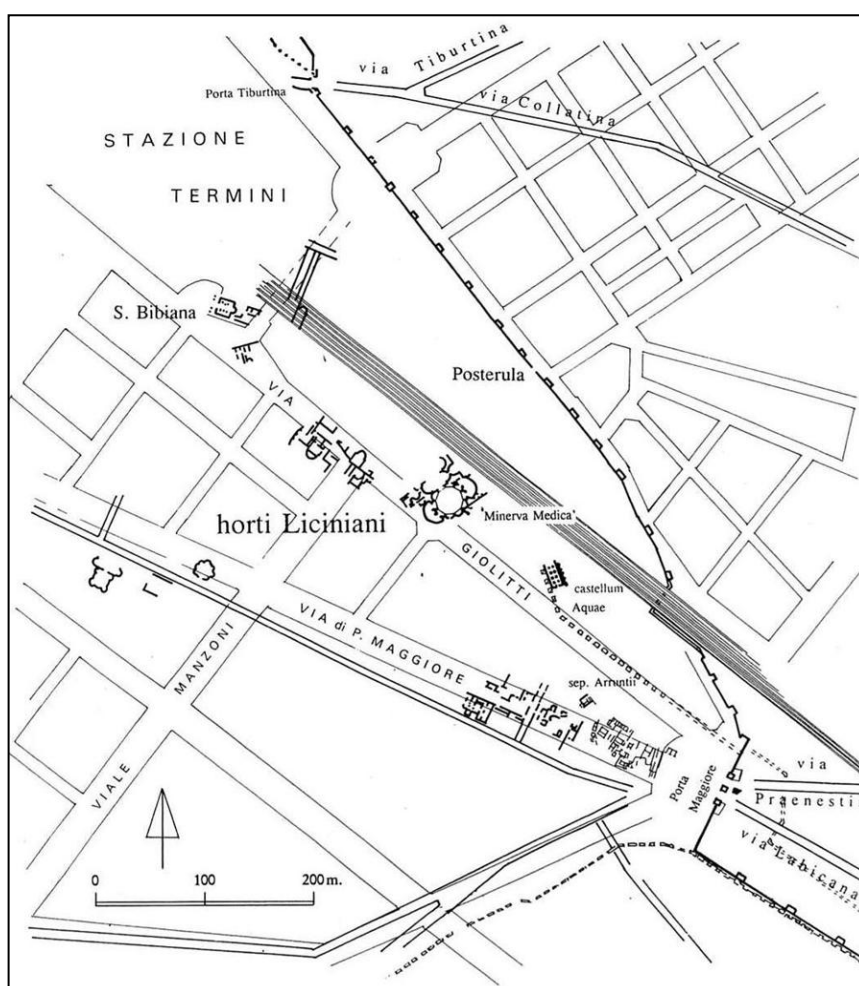 via Tiburtina
Porta Tiburtina
via Collatina
STAZIONE
TERMINI
S. Bibiana
Posterula
VIA
horti Liciniani
'Minerva Medica'
GIOLITTI
castellum
Aquae
VIA di P. MAGGIORE
MANZONI
sep. Arruntii
VIALE
Porta
Maggiore
via
Praenesti
via Labicana
0 100 200 m.